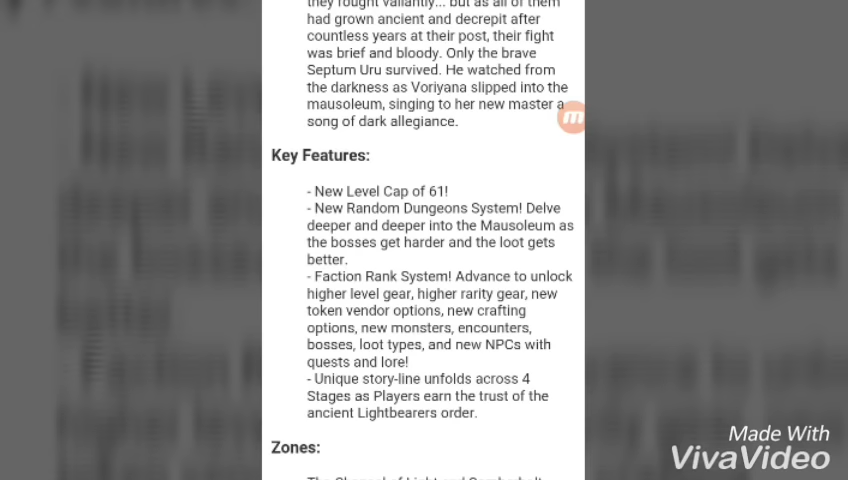 they fought valiantly... but as all of them
had grown ancient and decrepit after
countless years at their post, their fight
was brief and bloody. Only the brave
Septum Uru survived. He watched from
the darkness as Voriyana slipped into the
mausoleum, singing to her new master a
song of dark allegiance.
Key Features:
- New Level Cap of 61!
- New Random Dungeons System! Delve
deeper and deeper into the Mausoleum as
the bosses get harder and the loot gets
better.
- Faction Rank System! Advance to unlock
higher level gear, higher rarity gear, new
token vendor options, new crafting
options, new monsters, encounters,
bosses, loot types, and new NPCs with
quests and lore!
- Unique story-line unfolds across 4
Stages as Players earn the trust of the
ancient Lightbearers order.
Zones:
Made With
VivaVideo